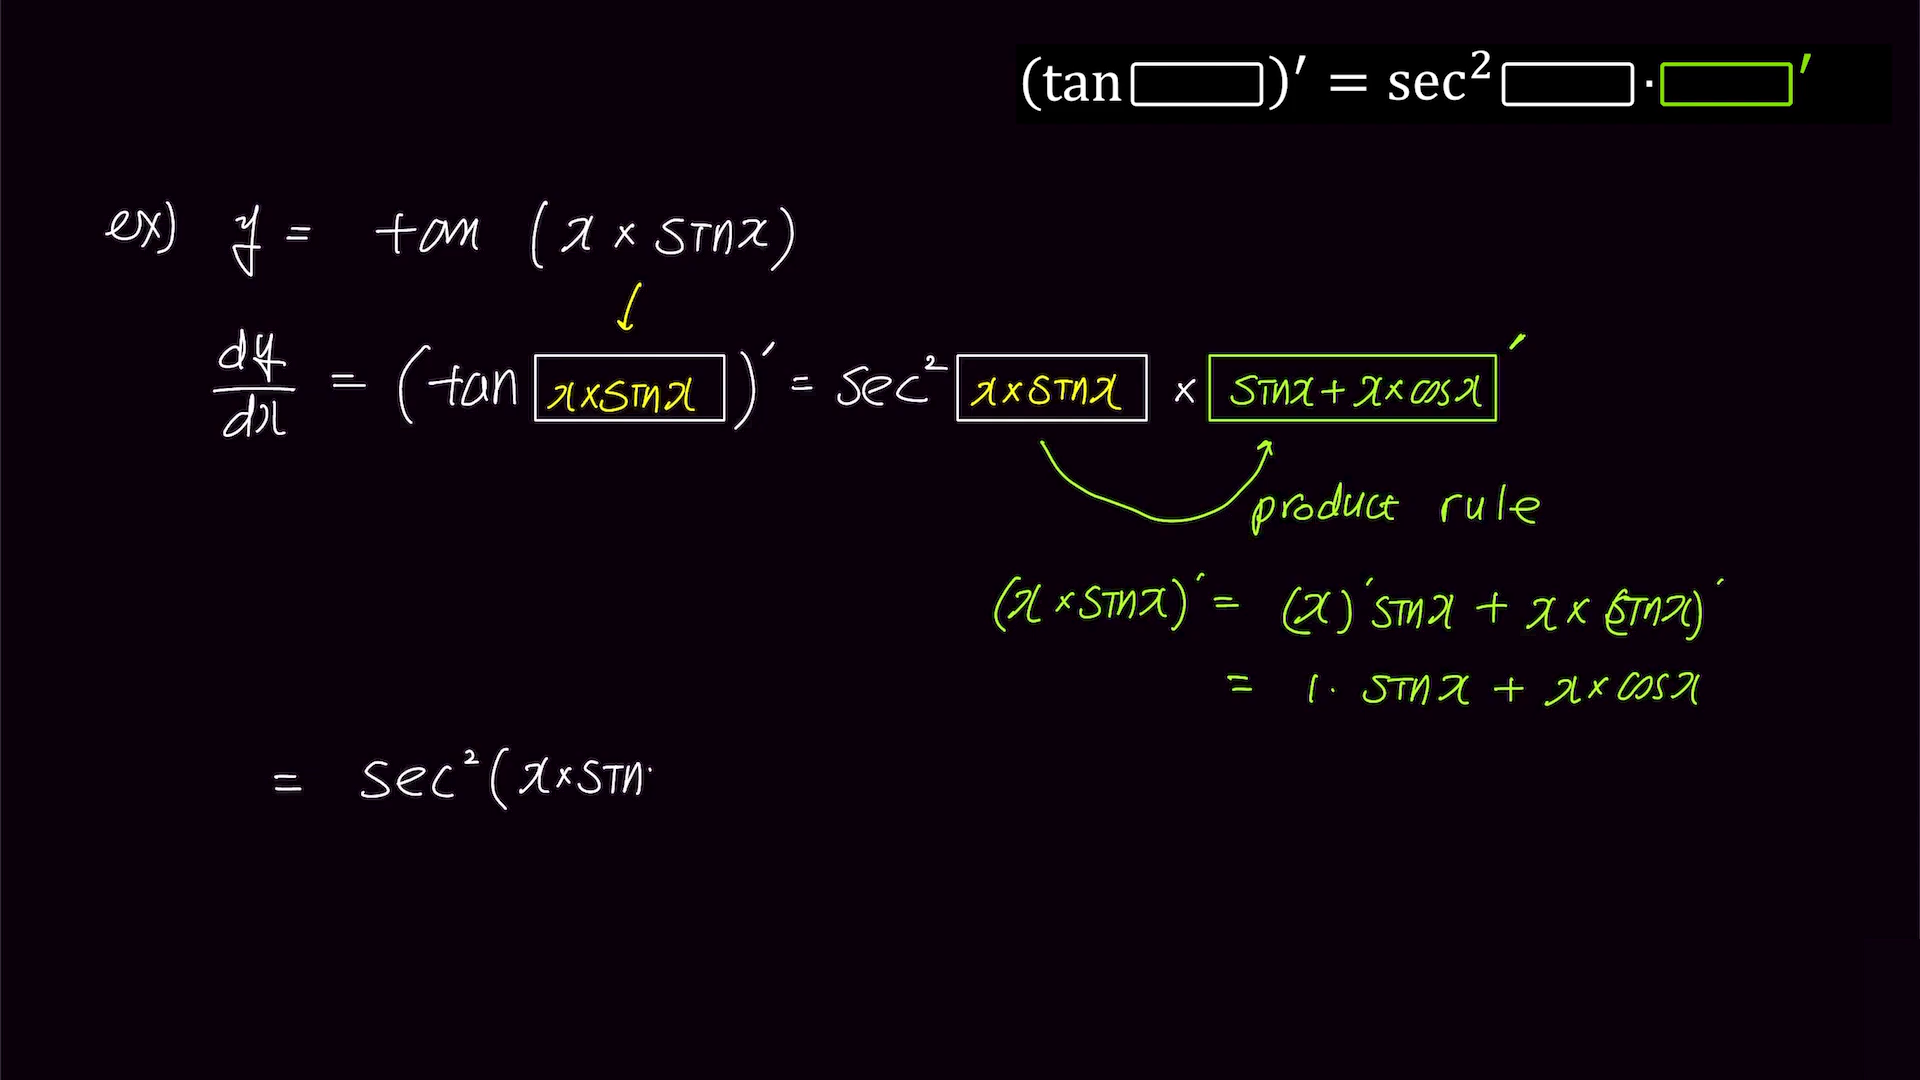 (tan▭)′ = sec²▭·▭′
ex) y = tan (x × sinx)
dy/dx = (tan x×sinx)′ = sec² x×sinx × sinx + x×cosx ′
product rule
(x × sinx)′ = (x)′ sinx + x × (sinx)′
= 1. sinx + x × cosx
= sec² (x×sin